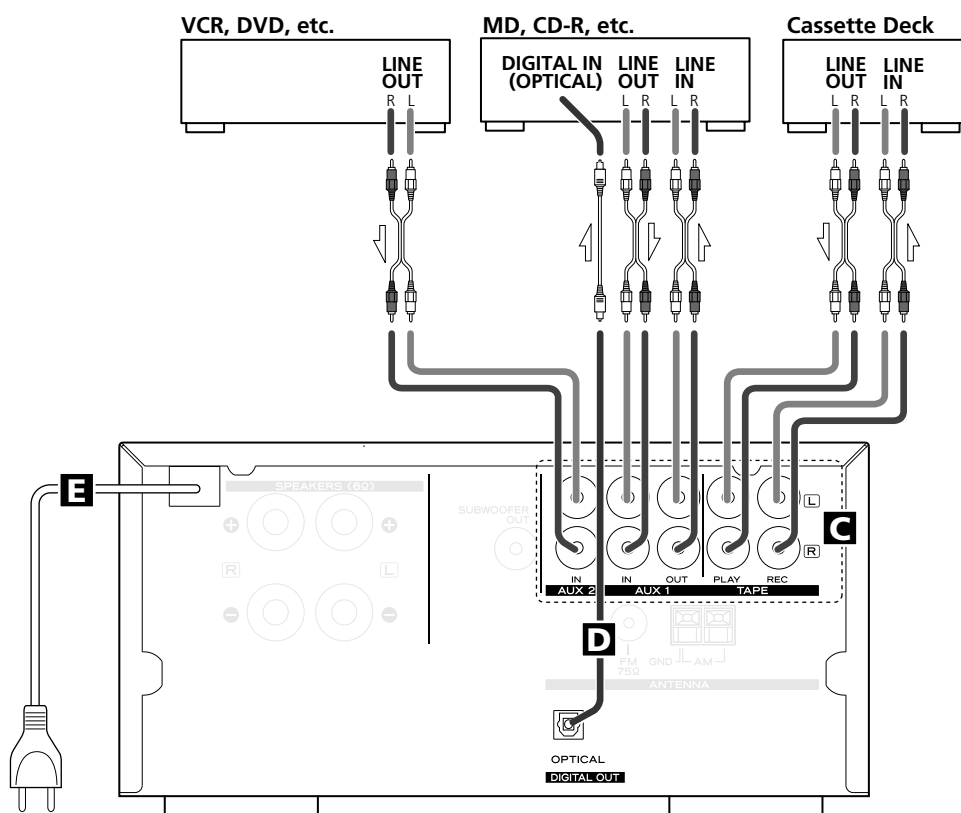 VCR, DVD, etc.
MD, CD-R, etc.
Cassette Deck
LINE OUT
R L
DIGITAL IN (OPTICAL)
LINE OUT
L R
LINE IN
L R
LINE OUT
L R
LINE IN
L R
E
SPEAKERS (6Ω)
+ +
R L
− −
SUBWOOFER OUT
L
C
R
IN
AUX 2
IN OUT
AUX 1
PLAY REC
TAPE
D
FM 75Ω
GND AM
ANTENNA
OPTICAL
DIGITAL OUT